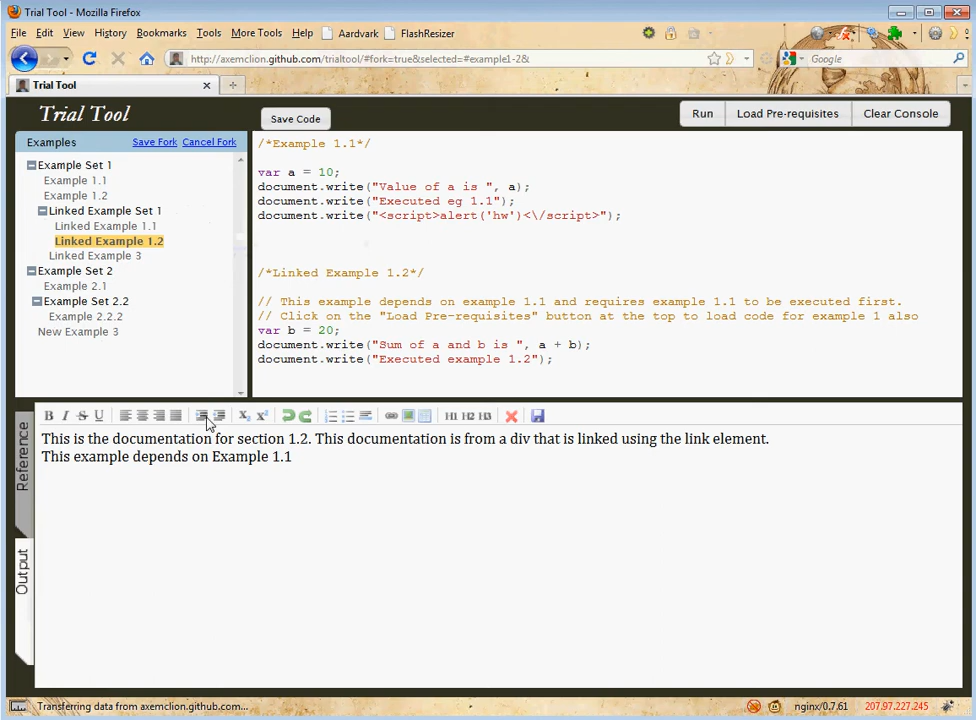 Trial Tool - Mozilla Firefox
File Edit View History Bookmarks Tools More Tools Help Aardvark FlashResizer
http://axemclion.github.com/trialtool/#fork=true&selected=#example1-2& Google
Trial Tool
Trial Tool
Save Code
Run Load Pre-requisites Clear Console
Examples Save Fork Cancel Fork
Example Set 1
Example 1.1
Example 1.2
Linked Example Set 1
Linked Example 1.1
Linked Example 1.2
Linked Example 3
Example Set 2
Example 2.1
Example Set 2.2
Example 2.2.2
New Example 3
/*Example 1.1*/
var a = 10;
document.write("Value of a is ", a);
document.write("Executed eg 1.1");
document.write("<script>alert('hw')<\/script>");
/*Linked Example 1.2*/
// This example depends on example 1.1 and requires example 1.1 to be executed first.
// Click on the "Load Pre-requisites" button at the top to load code for example 1 also
var b = 20;
document.write("Sum of a and b is ", a + b);
document.write("Executed example 1.2");
B I S U X₂ X² H1 H2 H3
Reference
Output
This is the documentation for section 1.2. This documentation is from a div that is linked using the link element.
This example depends on Example 1.1
Transferring data from axemclion.github.com... nginx/0.7.61 207.97.227.245